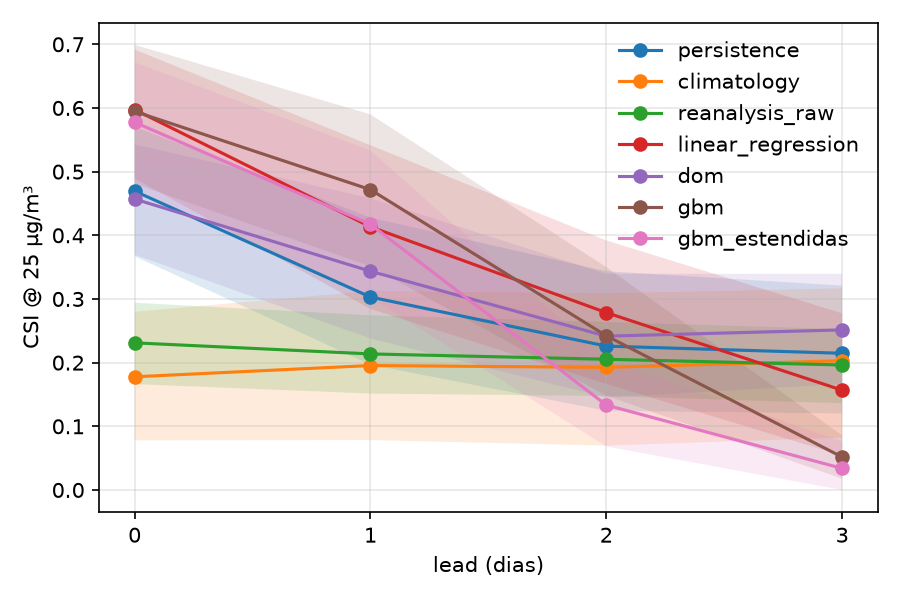 0.7
0.6
0.5
0.4
0.3
0.2
0.1
0.0
CSI @ 25 µg/m³
persistence
climatology
reanalysis_raw
linear_regression
dom
gbm
gbm_estendidas
0 1 2 3
lead (dias)